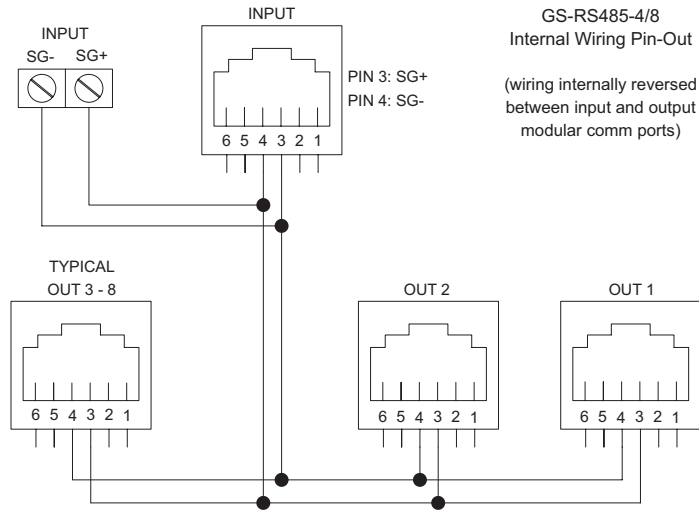 INPUT
GS-RS485-4/8
Internal Wiring Pin-Out
INPUT
SG- SG+
PIN 3: SG+
PIN 4: SG-
(wiring internally reversed
between input and output
modular comm ports)
6 5 4 3 2 1
TYPICAL
OUT 3 - 8
OUT 2
OUT 1
6 5 4 3 2 1
6 5 4 3 2 1
6 5 4 3 2 1